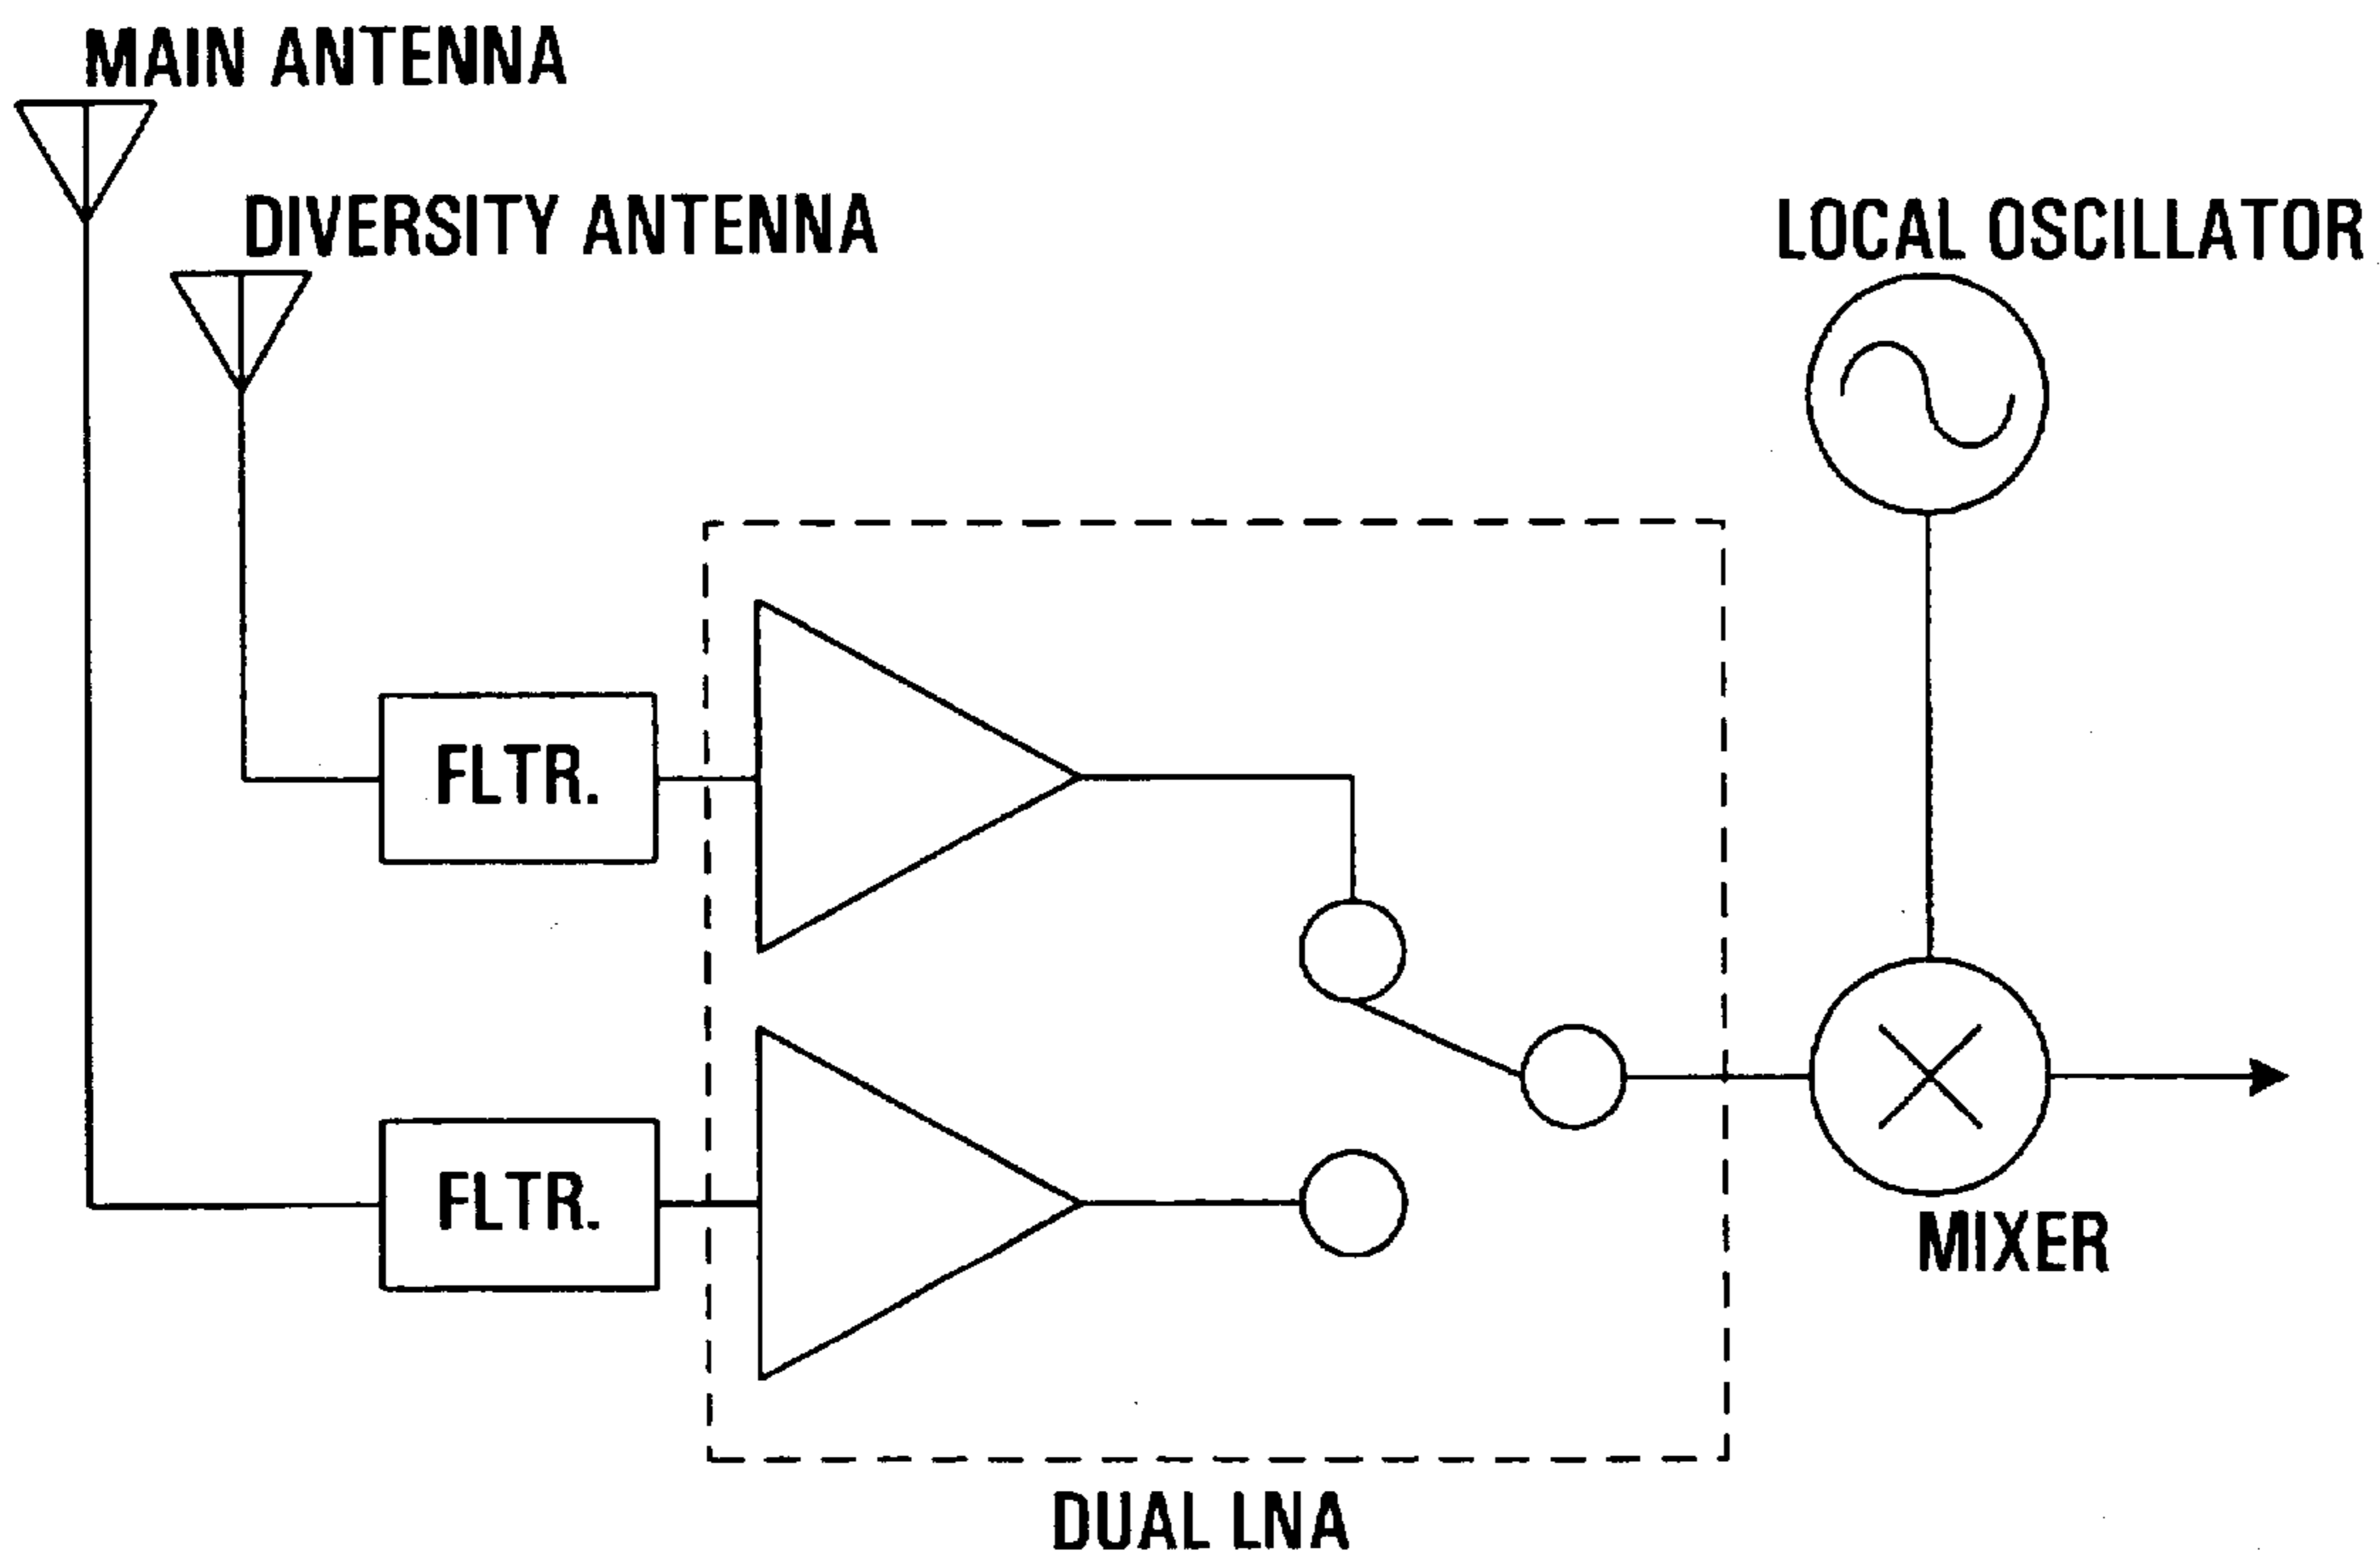 MAIN ANTENNA
DIVERSITY ANTENNA
LOCAL OSCILLATOR
FLTR.
FLTR.
MIXER
DUAL LNA